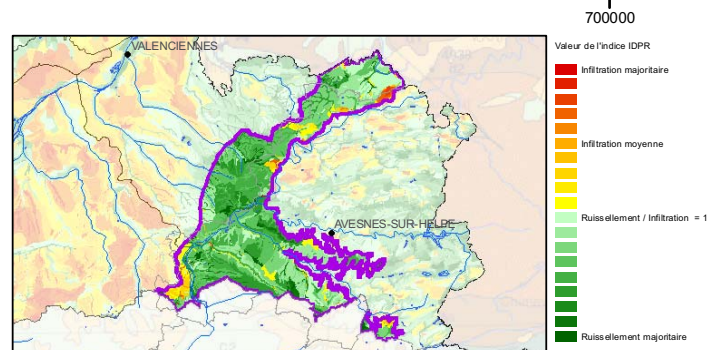 700000
VALENCIENNES
AVESNES-SUR-HELPE
Valeur de l'indice IDPR
Infiltration majoritaire
Infiltration moyenne
Ruissellement / Infiltration = 1
Ruissellement majoritaire